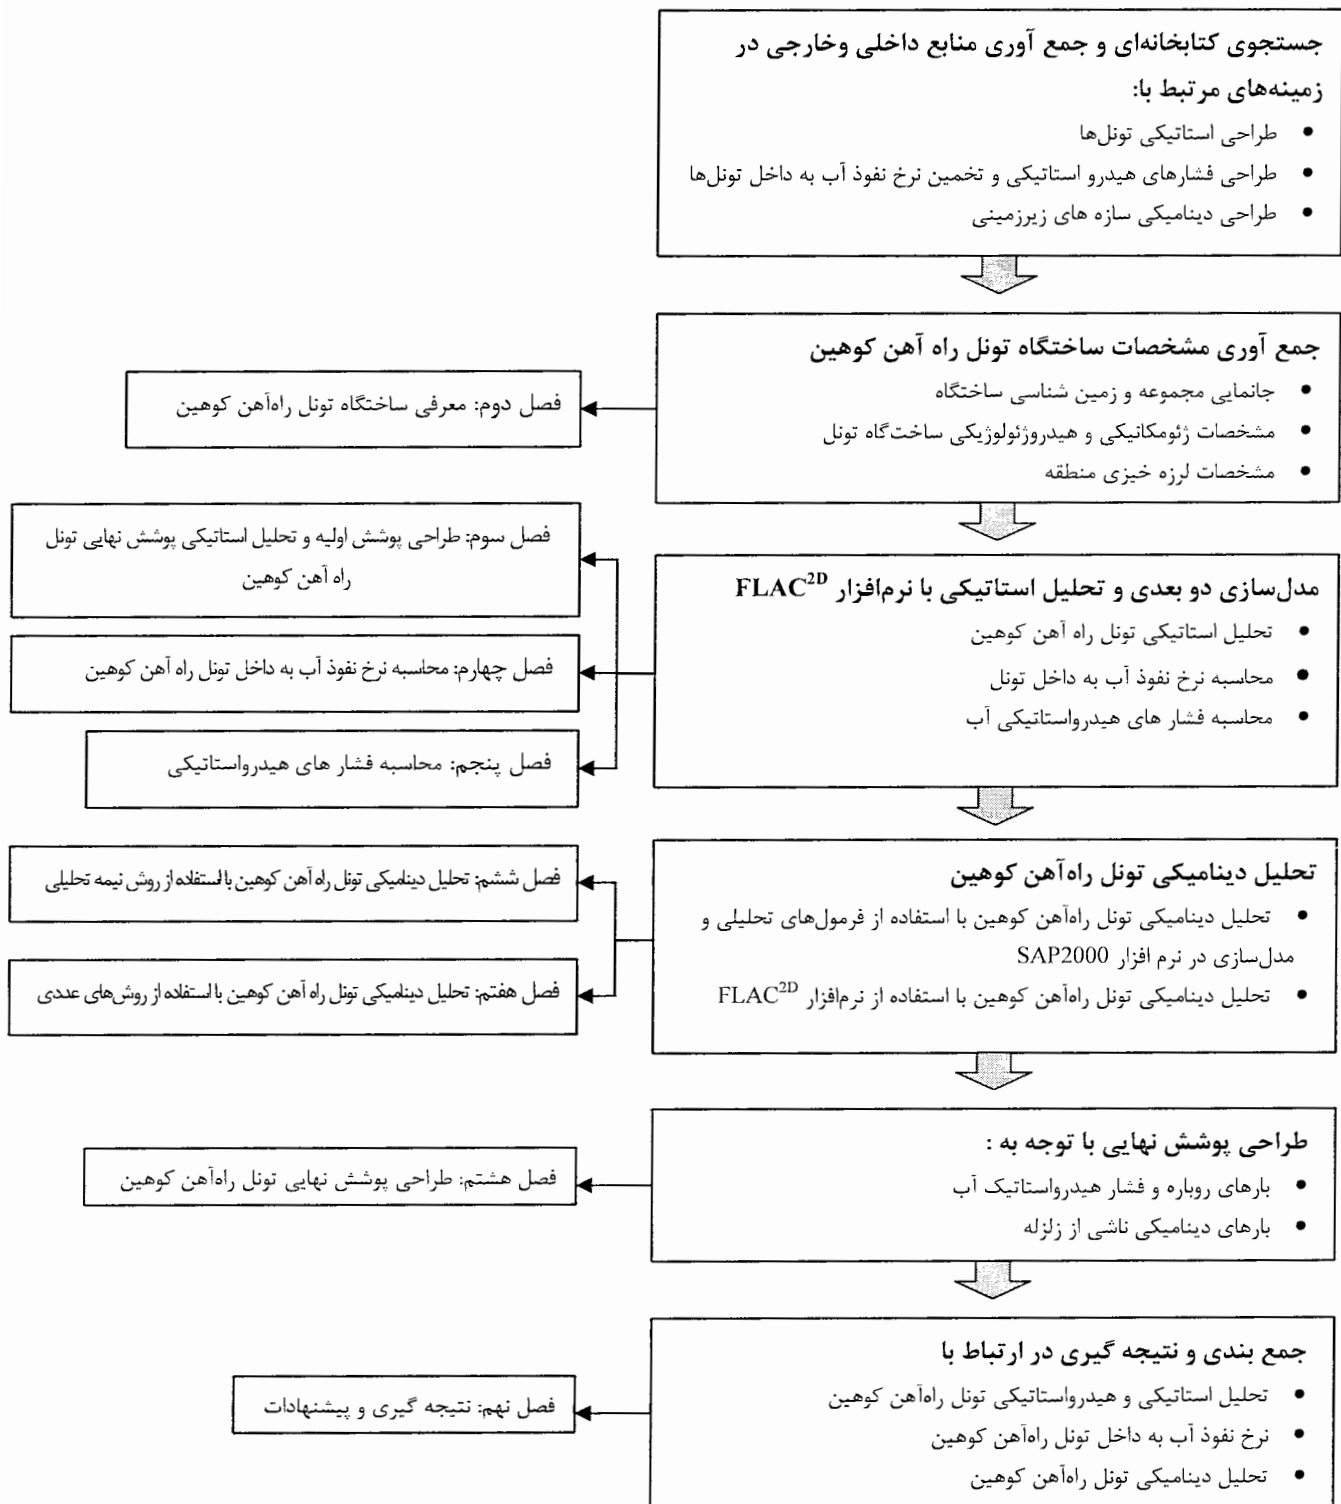 جستجوی کتابخانه‌ای و جمع آوری منابع داخلی وخارجی در
زمینه‌های مرتبط با:
• طراحی استاتیکی تونل‌ها
• طراحی فشارهای هیدرو استاتیکی و تخمین نرخ نفوذ آب به داخل تونل‌ها
• طراحی دینامیکی سازه های زیرزمینی
جمع آوری مشخصات ساختگاه تونل راه آهن کوهین
• جانمایی مجموعه و زمین شناسی ساختگاه
• مشخصات ژئومکانیکی و هیدروژئولوژیکی ساخت‌گاه تونل
• مشخصات لرزه خیزی منطقه
فصل دوم: معرفی ساختگاه تونل راه‌آهن کوهین
مدل‌سازی دو بعدی و تحلیل استاتیکی با نرم‌افزار FLAC2D
• تحلیل استاتیکی تونل راه آهن کوهین
• محاسبه نرخ نفوذ آب به داخل تونل
• محاسبه فشار های هیدرواستاتیکی آب
فصل سوم: طراحی پوشش اولیه و تحلیل استاتیکی پوشش نهایی تونل
راه آهن کوهین
فصل چهارم: محاسبه نرخ نفوذ آب به داخل تونل راه آهن کوهین
فصل پنجم: محاسبه فشار های هیدرواستاتیکی
تحلیل دینامیکی تونل راه‌آهن کوهین
• تحلیل دینامیکی تونل راه‌آهن کوهین با استفاده از فرمول‌های تحلیلی و
مدل‌سازی در نرم افزار SAP2000
• تحلیل دینامیکی تونل راه‌آهن کوهین با استفاده از نرم‌افزار FLAC2D
فصل ششم: تحلیل دینامیکی تونل راه آهن کوهین با استفاده از روش نیمه تحلیلی
فصل هفتم: تحلیل دینامیکی تونل راه آهن کوهین با استفاده از روش‌های عددی
طراحی پوشش نهایی با توجه به :
• بارهای روباره و فشار هیدرواستاتیک آب
• بارهای دینامیکی ناشی از زلزله
فصل هشتم: طراحی پوشش نهایی تونل راه‌آهن کوهین
جمع بندی و نتیجه گیری در ارتباط با
• تحلیل استاتیکی و هیدرواستاتیکی تونل راه‌آهن کوهین
• نرخ نفوذ آب به داخل تونل راه‌آهن کوهین
• تحلیل دینامیکی تونل راه‌آهن کوهین
فصل نهم: نتیجه گیری و پیشنهادات